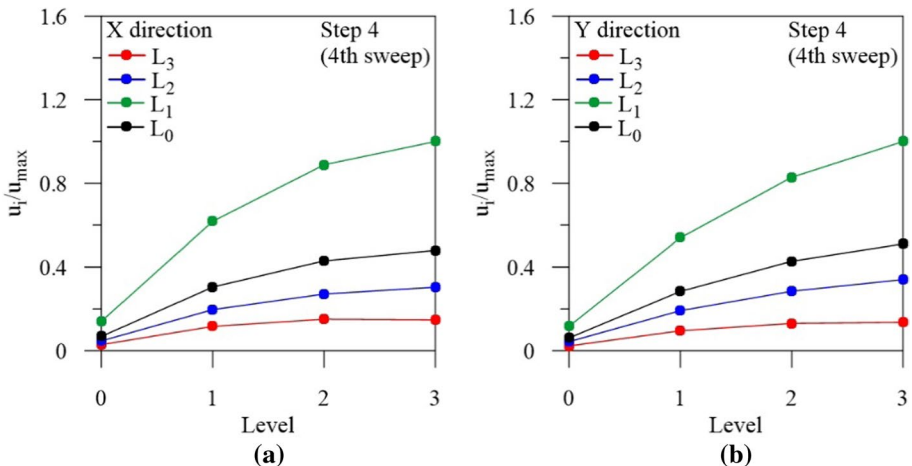 1.6
X direction
Step 4
(4th sweep)
L3
L2
L1
L0
1.2
0.8
0.4
0
ui/umax
0 1 2 3
Level
(a)
1.6
Y direction
Step 4
(4th sweep)
L3
L2
L1
L0
1.2
0.8
0.4
0
ui/umax
0 1 2 3
Level
(b)